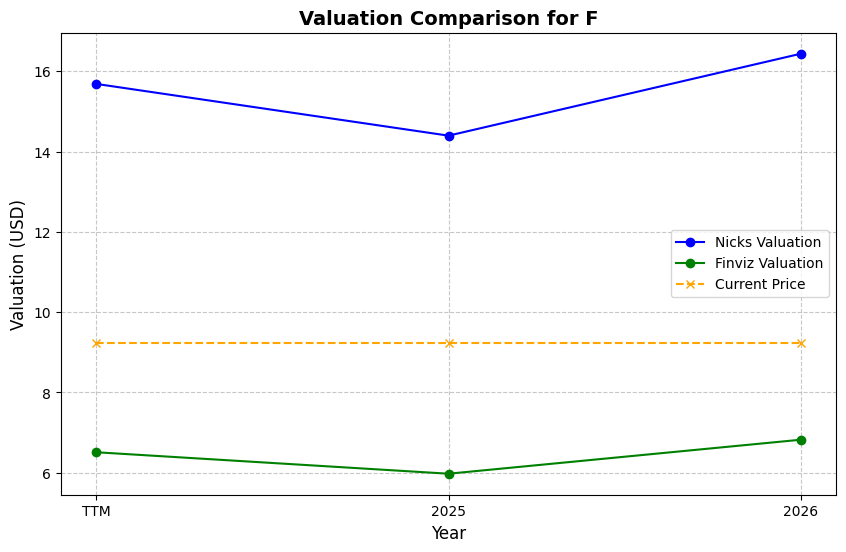 Valuation Comparison for F
Valuation (USD)
16
14
12
10
8
6
Nicks Valuation
Finviz Valuation
Current Price
TTM 2025 2026
Year